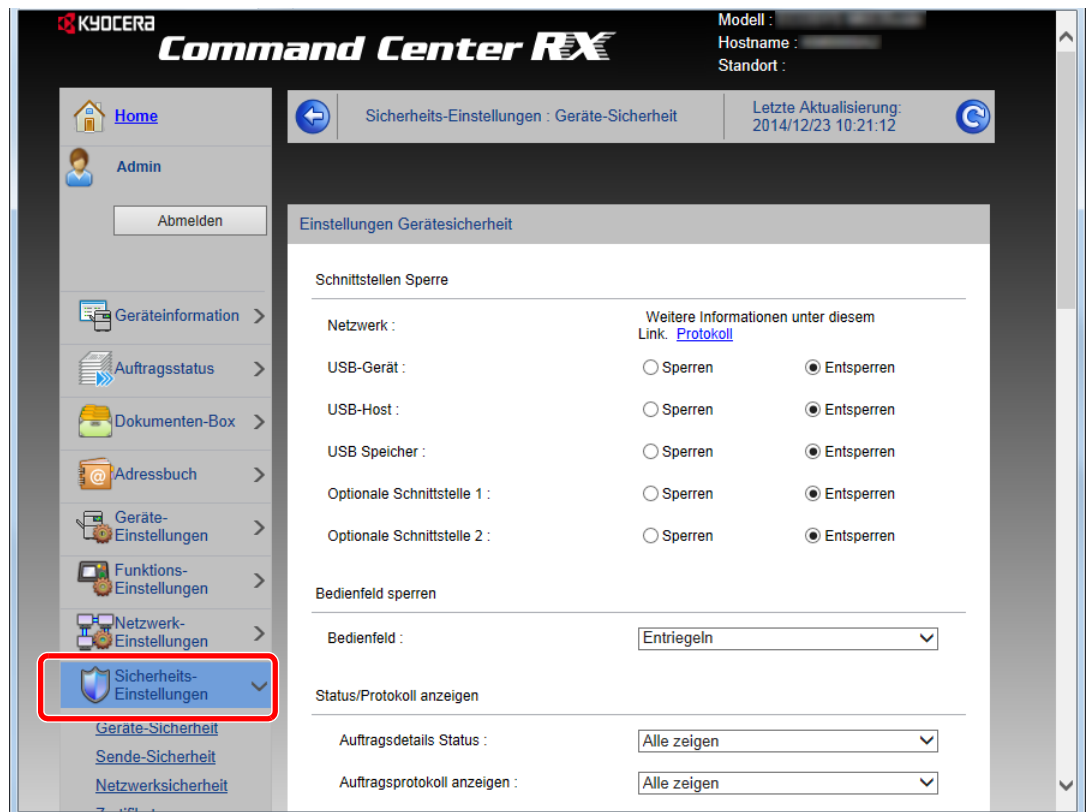 KYOCERA
Command Center RX
Modell :
Hostname :
Standort :
Home
Admin
Abmelden
Geräteinformation
Auftragsstatus
Dokumenten-Box
Adressbuch
Geräte-
Einstellungen
Funktions-
Einstellungen
Netzwerk-
Einstellungen
Sicherheits-
Einstellungen
Geräte-Sicherheit
Sende-Sicherheit
Netzwerksicherheit
Sicherheits-Einstellungen : Geräte-Sicherheit
Letzte Aktualisierung:
2014/12/23 10:21:12
Einstellungen Gerätesicherheit
Schnittstellen Sperre
Netzwerk :
Weitere Informationen unter diesem
Link. Protokoll
USB-Gerät : Sperren Entsperren
USB-Host : Sperren Entsperren
USB Speicher : Sperren Entsperren
Optionale Schnittstelle 1 : Sperren Entsperren
Optionale Schnittstelle 2 : Sperren Entsperren
Bedienfeld sperren
Bedienfeld : Entriegeln
Status/Protokoll anzeigen
Auftragsdetails Status : Alle zeigen
Auftragsprotokoll anzeigen : Alle zeigen